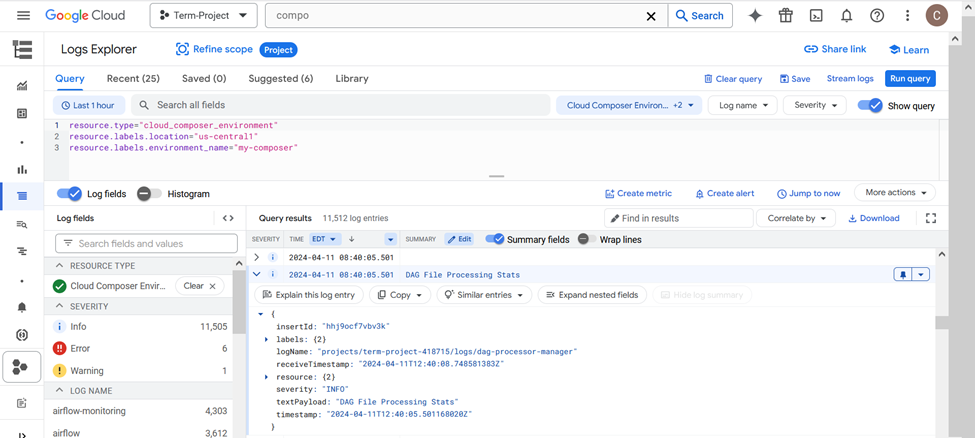 Google Cloud Term-Project compo Search C
Logs Explorer Refine scope Project Share link Learn
Query Recent (25) Saved (0) Suggested (6) Library Clear query Save Stream logs Run query
Last 1 hour Search all fields Cloud Composer Environ... +2 Log name Severity Show query
1 resource.type="cloud_composer_environment"
2 resource.labels.location="us-central1"
3 resource.labels.environment_name="my-composer"
Log fields Histogram Create metric Create alert Jump to now More actions
Log fields <> Query results 11,512 log entries Find in results Correlate by Download
Search fields and values SEVERITY TIME EDT SUMMARY Edit Summary fields Wrap lines
RESOURCE TYPE
2024-04-11 08:40:05.501
Cloud Composer Envir... Clear
2024-04-11 08:40:05.501 DAG File Processing Stats
SEVERITY
Explain this log entry Copy Similar entries Expand nested fields Hide log summary
Info 11,505
Error 6
Warning 1
LOG NAME
airflow-monitoring 4,303
airflow 3,612
{
insertId: "hhj9ocf7vbv3k"
labels: {2}
logName: "projects/term-project-418715/logs/dag-processor-manager"
receiveTimestamp: "2024-04-11T12:40:08.748581383Z"
resource: {2}
severity: "INFO"
textPayload: "DAG File Processing Stats"
timestamp: "2024-04-11T12:40:05.501168020Z"
}